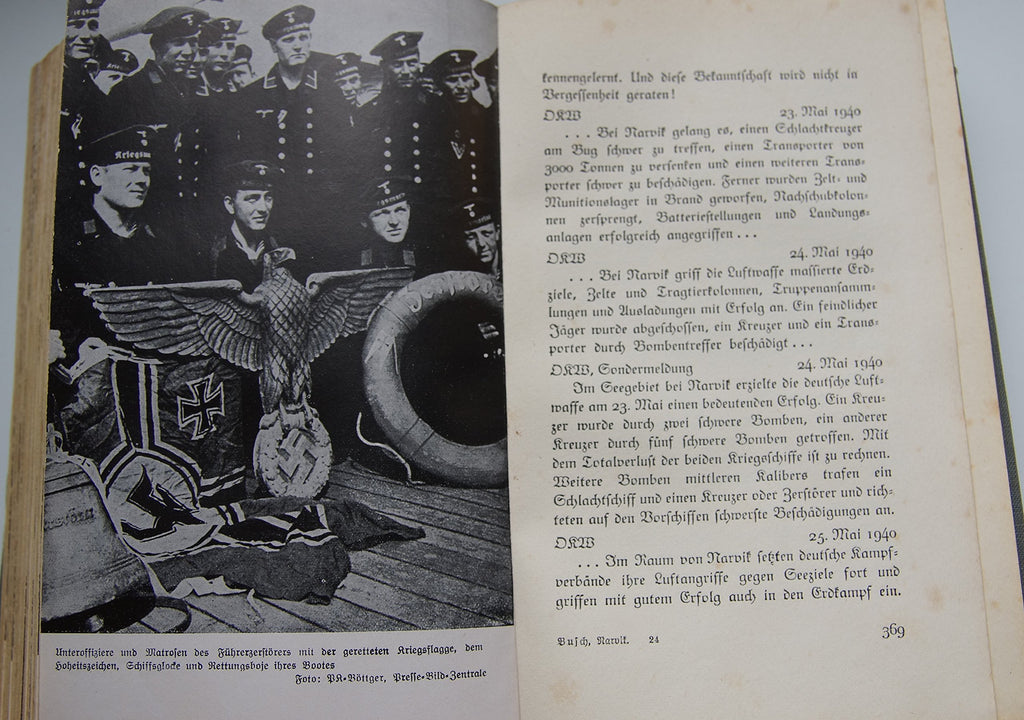 Kriegsm
Unteroffiziere und Matrosen des Führerzerstörers mit der geretteten Kriegsflagge, dem
Hoheitszeichen, Schiffsglocke und Rettungsboje ihres Bootes
Foto: PK-Böttger, Presse-Bild-Zentrale
kennengelernt. Und diese Bekanntschaft wird nicht in
Vergessenheit geraten!
OKW 23. Mai 1940
... Bei Narvik gelang es, einen Schlachtkreuzer
am Bug schwer zu treffen, einen Transporter von
3000 Tonnen zu versenken und einen weiteren Trans-
porter schwer zu beschädigen. Ferner wurden Zelt- und
Munitionslager in Brand geworfen, Nachschubkolon-
nen zersprengt, Batteriestellungen und Landungs-
anlagen erfolgreich angegriffen ...
OKW 24. Mai 1940
... Bei Narvik griff die Luftwaffe massierte Erd-
ziele, Zelte und Tragtierkolonnen, Truppenansamm-
lungen und Ausladungen mit Erfolg an. Ein feindlicher
Jäger wurde abgeschossen, ein Kreuzer und ein Trans-
porter durch Bombentreffer beschädigt ...
OKW, Sondermeldung 24. Mai 1940
Im Seegebiet bei Narvik erzielte die deutsche Luft-
waffe am 23. Mai einen bedeutenden Erfolg. Ein Kreu-
zer wurde durch zwei schwere Bomben, ein anderer
Kreuzer durch fünf schwere Bomben getroffen. Mit
dem Totalverlust der beiden Kriegsschiffe ist zu rechnen.
Weitere Bomben mittleren Kalibers trafen ein
Schlachtschiff und einen Kreuzer oder Zerstörer und rich-
teten auf den Vorschiffen schwerste Beschädigungen an.
OKW 25. Mai 1940
... Im Raum von Narvik setzten deutsche Kampf-
verbände ihre Luftangriffe gegen Seeziele fort und
griffen mit gutem Erfolg auch in den Erdkampf ein.
Busch, Narvik. 24
369